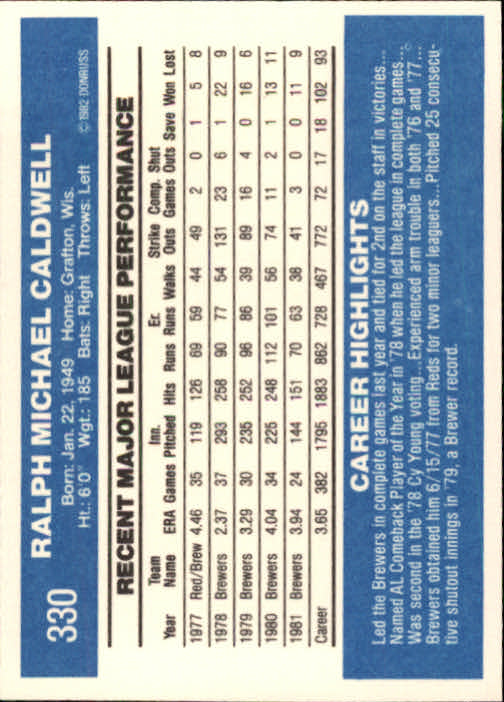 330
RALPH MICHAEL CALDWELL
Born: Jan. 22, 1949 Home: Grafton, Wis.
Ht.: 6'0" Wgt.: 185 Bats: Right Throws: Left
© 1982 DONRUSS
RECENT MAJOR LEAGUE PERFORMANCE
Team Inn. Er. Strike Comp. Shut
Year Name ERA Games Pitched Hits Runs Runs Walks Outs Games Outs Save Won Lost
1977 Red/Brew 4.46 35 119 126 69 59 44 49 2 0 1 5 8
1978 Brewers 2.37 37 293 258 90 77 54 131 23 6 1 22 9
1979 Brewers 3.29 30 235 252 96 86 39 89 16 4 0 16 6
1980 Brewers 4.04 34 225 248 112 101 56 74 11 2 1 13 11
1981 Brewers 3.94 24 144 151 70 63 38 41 3 0 0 11 9
Career 3.65 382 1795 1883 862 728 467 772 72 17 18 102 93
CAREER HIGHLIGHTS
Led the Brewers in complete games last year and tied for 2nd on the staff in victories...
Named AL Comeback Player of the Year in '78 when he led the league in complete games...
Was second in the '78 Cy Young voting...Experienced arm trouble in both '76 and '77...
Brewers obtained him 6/15/77 from Reds for two minor leaguers...Pitched 25 consecu-
tive shutout innings in '79, a Brewer record.